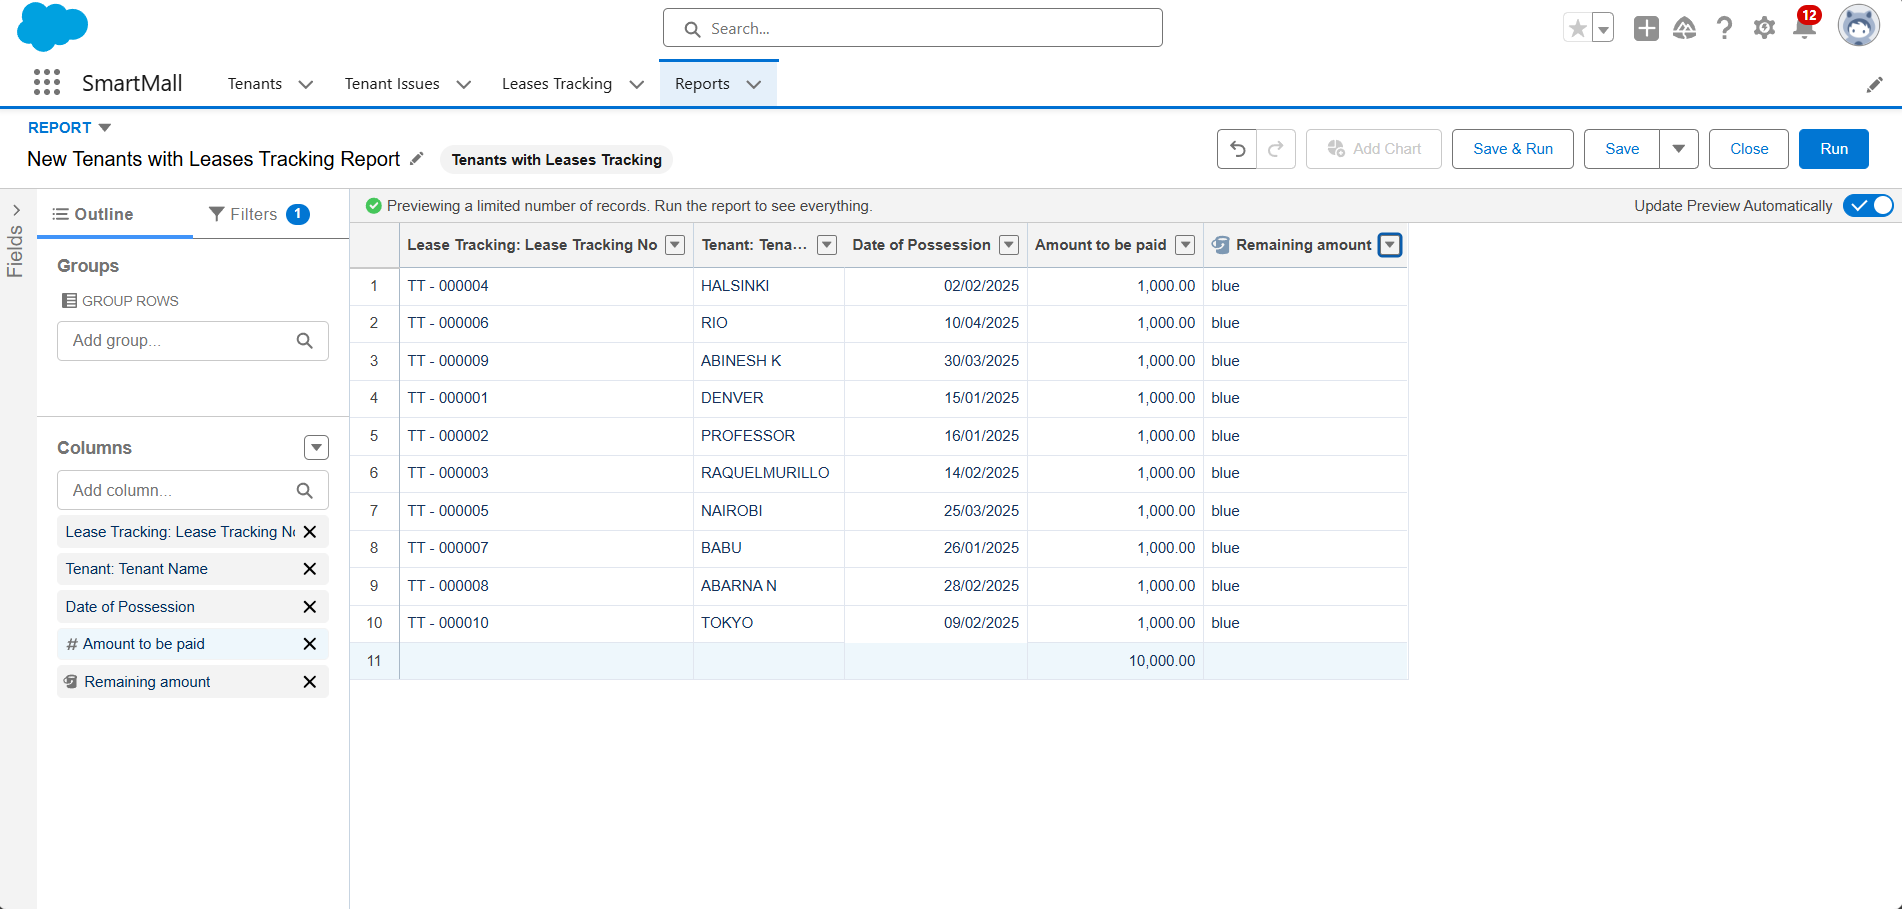 Search...
12
SmartMall
Tenants
Tenant Issues
Leases Tracking
Reports
REPORT
New Tenants with Leases Tracking Report
Tenants with Leases Tracking
Add Chart
Save & Run
Save
Close
Run
Fields
Outline
Filters 1
Previewing a limited number of records. Run the report to see everything.
Update Preview Automatically
Groups
GROUP ROWS
Add group...
Columns
Add column...
Lease Tracking: Lease Tracking No
Tenant: Tenant Name
Date of Possession
# Amount to be paid
Remaining amount
Lease Tracking: Lease Tracking No Tenant: Tena... Date of Possession Amount to be paid Remaining amount
1 TT - 000004 HALSINKI 02/02/2025 1,000.00 blue
2 TT - 000006 RIO 10/04/2025 1,000.00 blue
3 TT - 000009 ABINESH K 30/03/2025 1,000.00 blue
4 TT - 000001 DENVER 15/01/2025 1,000.00 blue
5 TT - 000002 PROFESSOR 16/01/2025 1,000.00 blue
6 TT - 000003 RAQUELMURILLO 14/02/2025 1,000.00 blue
7 TT - 000005 NAIROBI 25/03/2025 1,000.00 blue
8 TT - 000007 BABU 26/01/2025 1,000.00 blue
9 TT - 000008 ABARNA N 28/02/2025 1,000.00 blue
10 TT - 000010 TOKYO 09/02/2025 1,000.00 blue
11 10,000.00